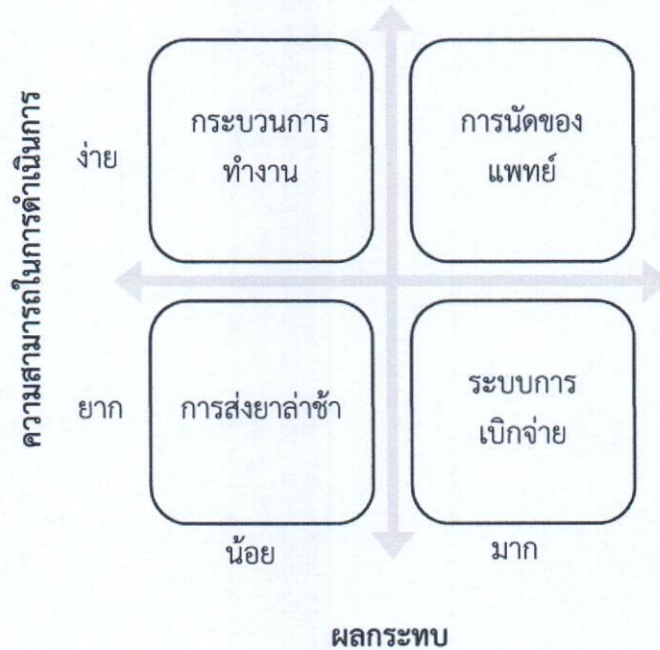 ความสามารถในการดำเนินการ
ง่าย
กระบวนการ
ทำงาน
การนัดของ
แพทย์
ยาก
การส่งยาล่าช้า
ระบบการ
เบิกจ่าย
น้อย
มาก
ผลกระทบ